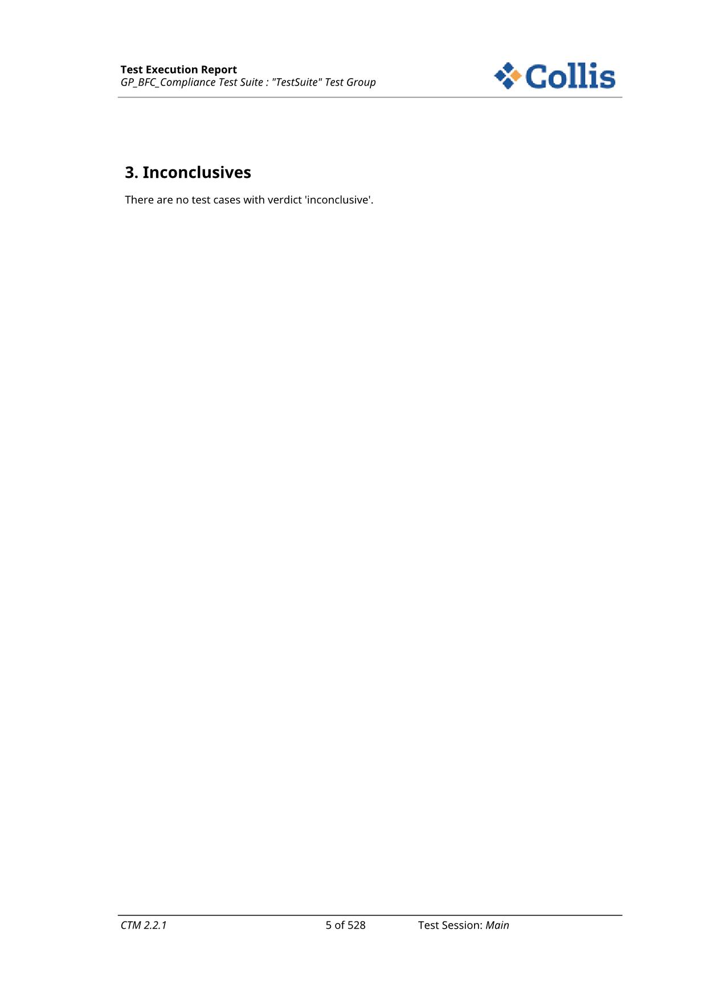 Test Execution Report
GP_BFC_Compliance Test Suite : "TestSuite" Test Group
Collis
3. Inconclusives
There are no test cases with verdict 'inconclusive'.
CTM 2.2.1 5 of 528 Test Session: Main